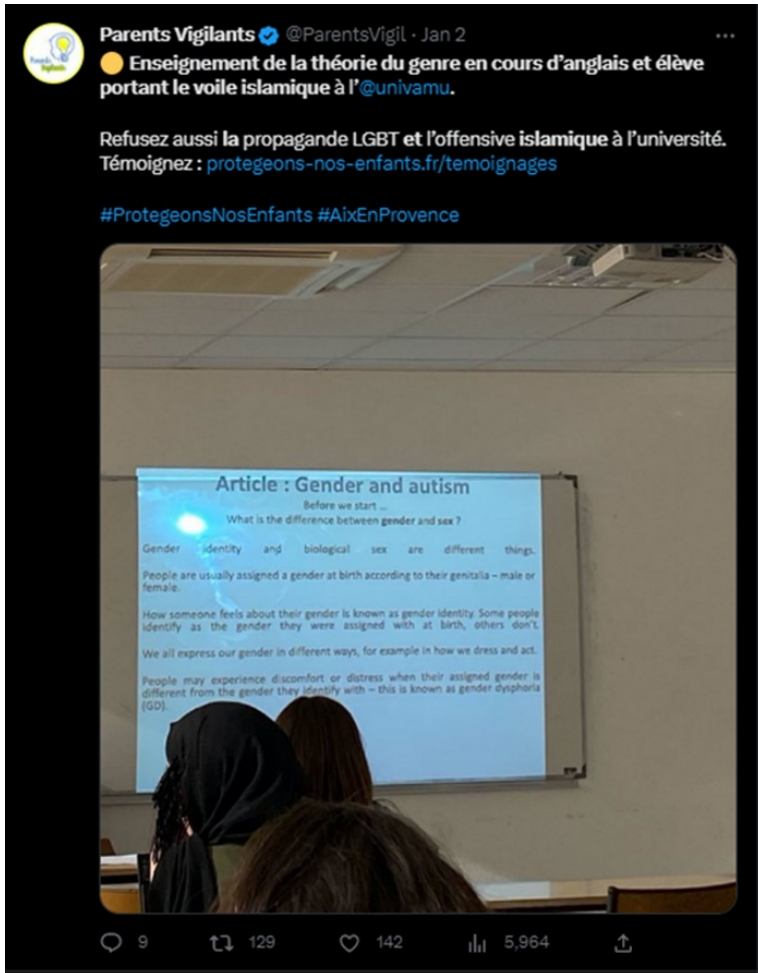 Parents Vigilants @ParentsVigil · Jan 2
Enseignement de la théorie du genre en cours d'anglais et élève
portant le voile islamique à l'@univamu.
Refusez aussi la propagande LGBT et l'offensive islamique à l'université.
Témoignez : protegeons-nos-enfants.fr/temoignages
#ProtegeonsNosEnfants #AixEnProvence
Article : Gender and autism
Before we start ...
What is the difference between gender and sex ?
Gender identity and biological sex are different things.
People are usually assigned a gender at birth according to their genitalia – male or
female.
How someone feels about their gender is known as gender identity. Some people
identify as the gender they were assigned with at birth, others don't.
We all express our gender in different ways, for example in how we dress and act.
People may experience discomfort or distress when their assigned gender is
different from the gender they identify with – this is known as gender dysphoria
(GD).
9 129 142 5,964